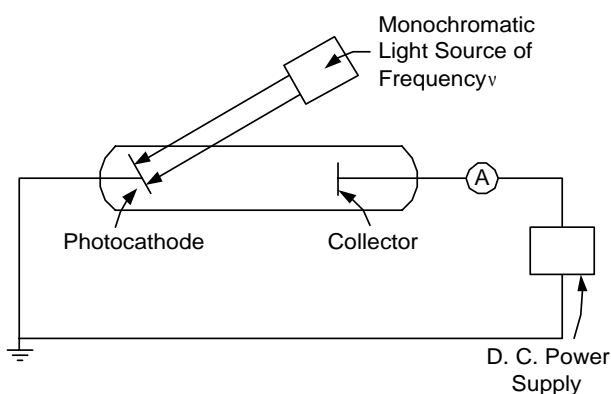 Monochromatic
Light Source of
Frequencyν
A
Photocathode
Collector
D. C. Power
Supply